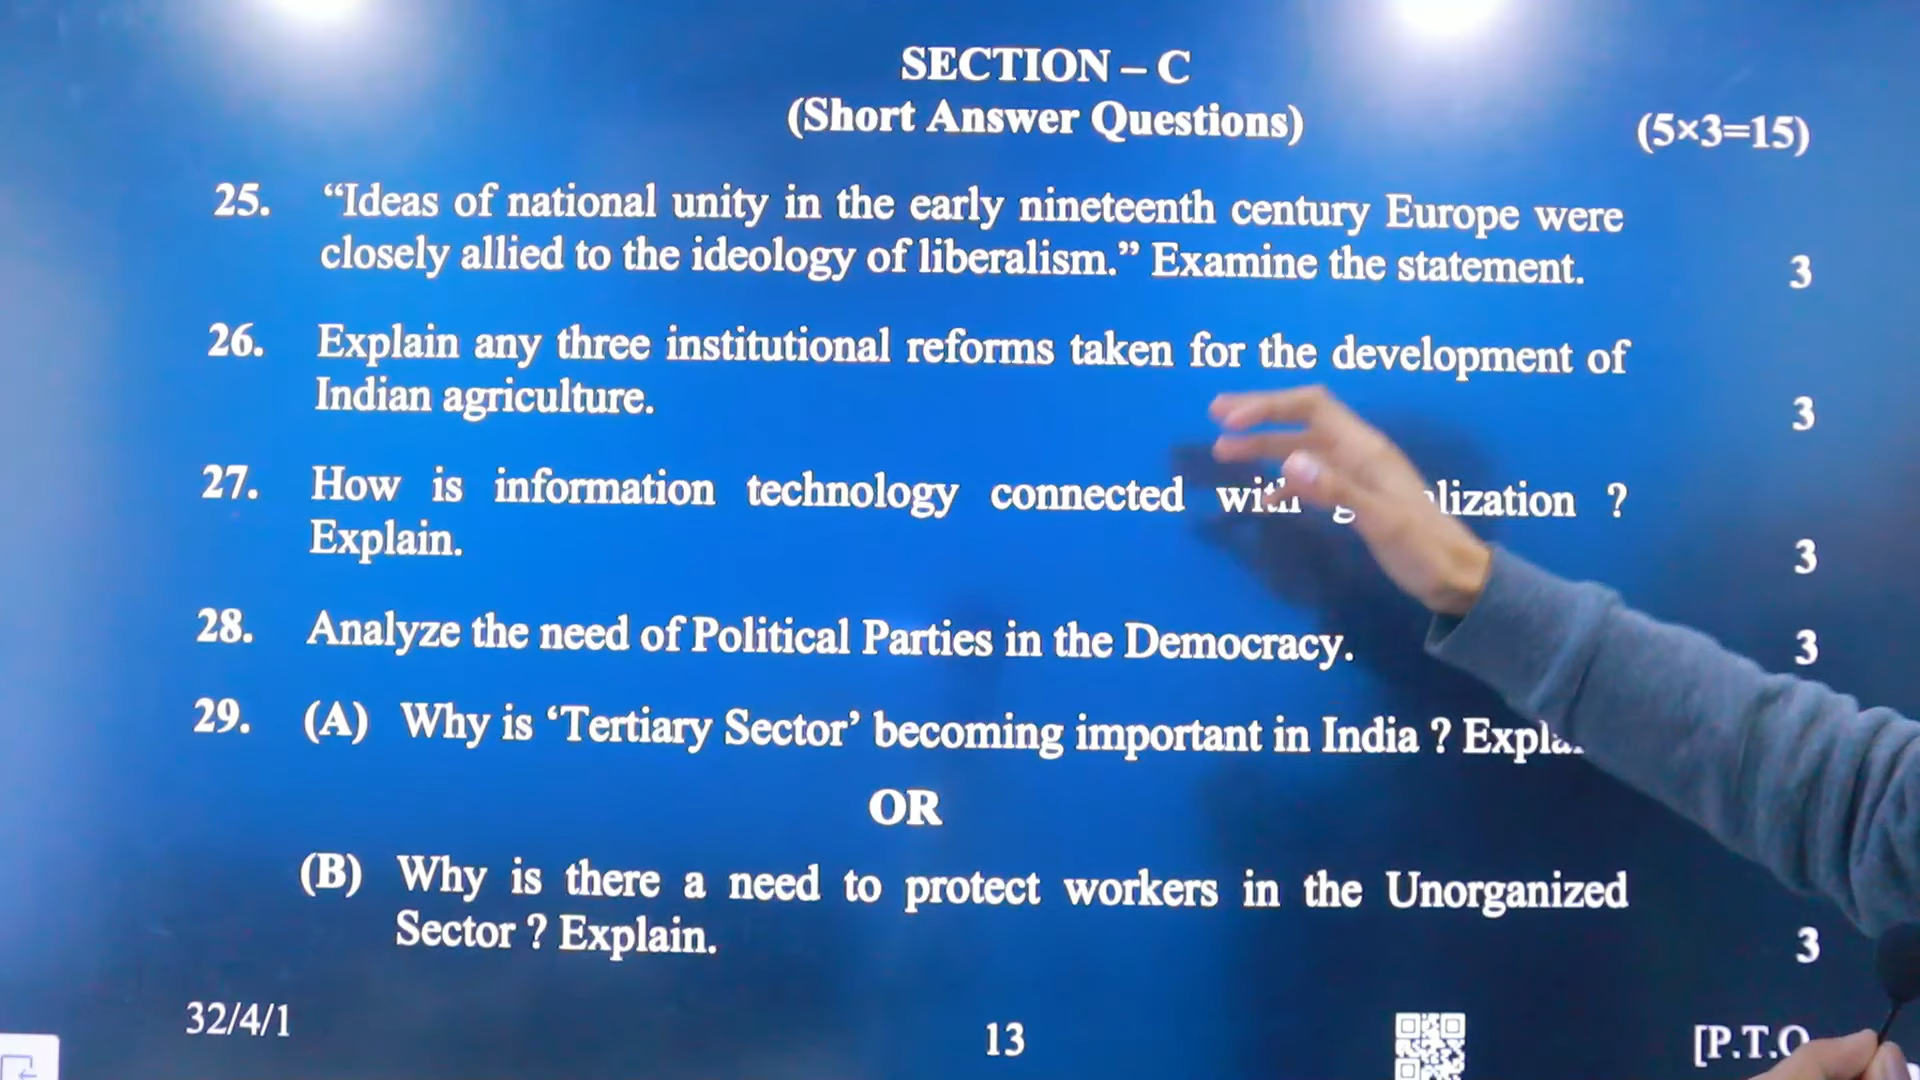 SECTION – C
(Short Answer Questions)
(5×3=15)
25. “Ideas of national unity in the early nineteenth century Europe were
closely allied to the ideology of liberalism.” Examine the statement. 3
26. Explain any three institutional reforms taken for the development of
Indian agriculture. 3
27. How is information technology connected ?
Explain. 3
28. Analyze the need of Political Parties in the Democracy. 3
29. (A) Why is ‘Tertiary Sector’ becoming important in India ?
OR
(B) Why is there a need to protect workers in the Unorganized
Sector ? Explain. 3
32/4/1
13
[P.T.O